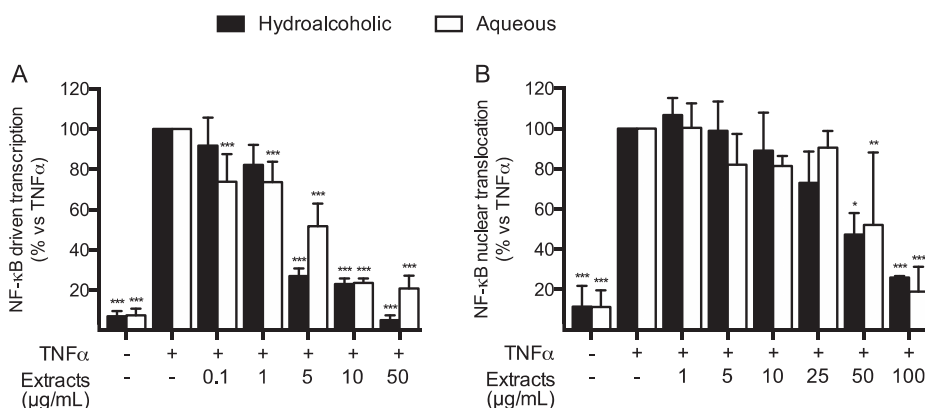 Hydroalcoholic Aqueous
A
NF-κB driven transcription
(% vs TNFα)
120
100
80
60
40
20
*** *** *** *** *** *** *** *** *** ***
TNFα - + + + + + +
Extracts - - 0.1 1 5 10 50
(µg/mL)
B
NF-κB nuclear translocation
(% vs TNFα)
120
100
80
60
40
20
*** *** * ** *** ***
TNFα - + + + + + + +
Extracts - - 1 5 10 25 50 100
(µg/mL)